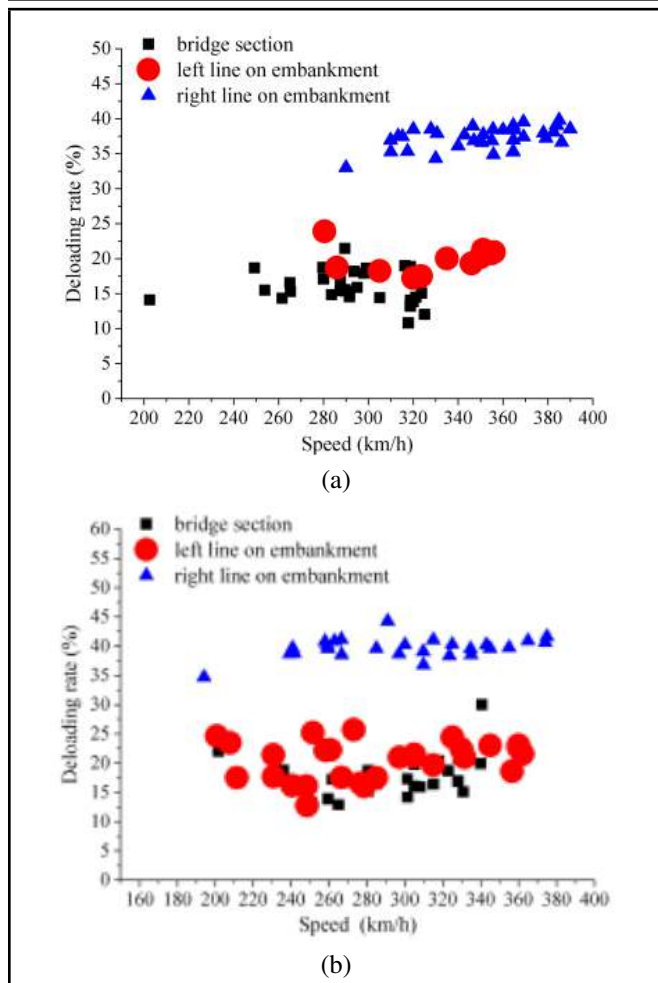 50
45
40
35
30
25
20
15
10
5
0
Deloading rate (%)
bridge section
left line on embankment
right line on embankment
200 220 240 260 280 300 320 340 360 380 400
Speed (km/h)
(a)
60
55
50
45
40
35
30
25
20
15
10
5
0
Deloading rate (%)
bridge section
left line on embankment
right line on embankment
160 180 200 220 240 260 280 300 320 340 360 380 400
Speed (km/h)
(b)